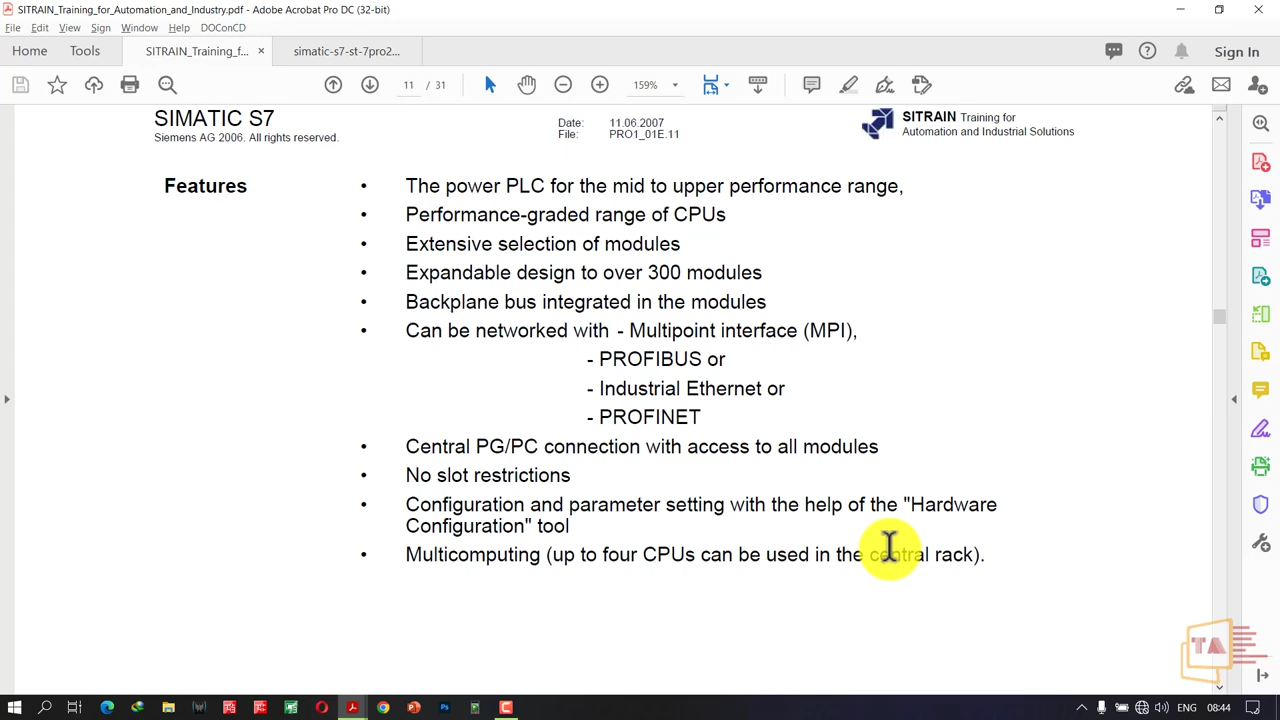 SITRAIN_Training_for_Automation_and_Industry.pdf - Adobe Acrobat Pro DC (32-bit)
File Edit View Sign Window Help DOConCD
Home Tools SITRAIN_Training_f... × simatic-s7-st-7pro2... Sign In
11 / 31 159%
SIMATIC S7
Siemens AG 2006. All rights reserved.
Date: 11.06.2007
File: PRO1_01E.11
SITRAIN Training for
Automation and Industrial Solutions
Features • The power PLC for the mid to upper performance range,
• Performance-graded range of CPUs
• Extensive selection of modules
• Expandable design to over 300 modules
• Backplane bus integrated in the modules
• Can be networked with - Multipoint interface (MPI),
- PROFIBUS or
- Industrial Ethernet or
- PROFINET
• Central PG/PC connection with access to all modules
• No slot restrictions
• Configuration and parameter setting with the help of the "Hardware
Configuration" tool
• Multicomputing (up to four CPUs can be used in the central rack).
TA
ENG 08:44